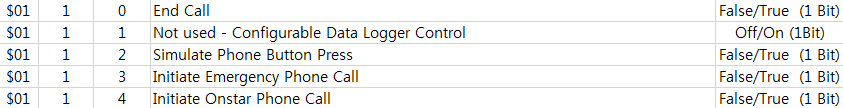 $01 1 0 End Call False/True (1 Bit)
$01 1 1 Not used - Configurable Data Logger Control Off/On (1Bit)
$01 1 2 Simulate Phone Button Press False/True (1 Bit)
$01 1 3 Initiate Emergency Phone Call False/True (1 Bit)
$01 1 4 Initiate Onstar Phone Call False/True (1 Bit)